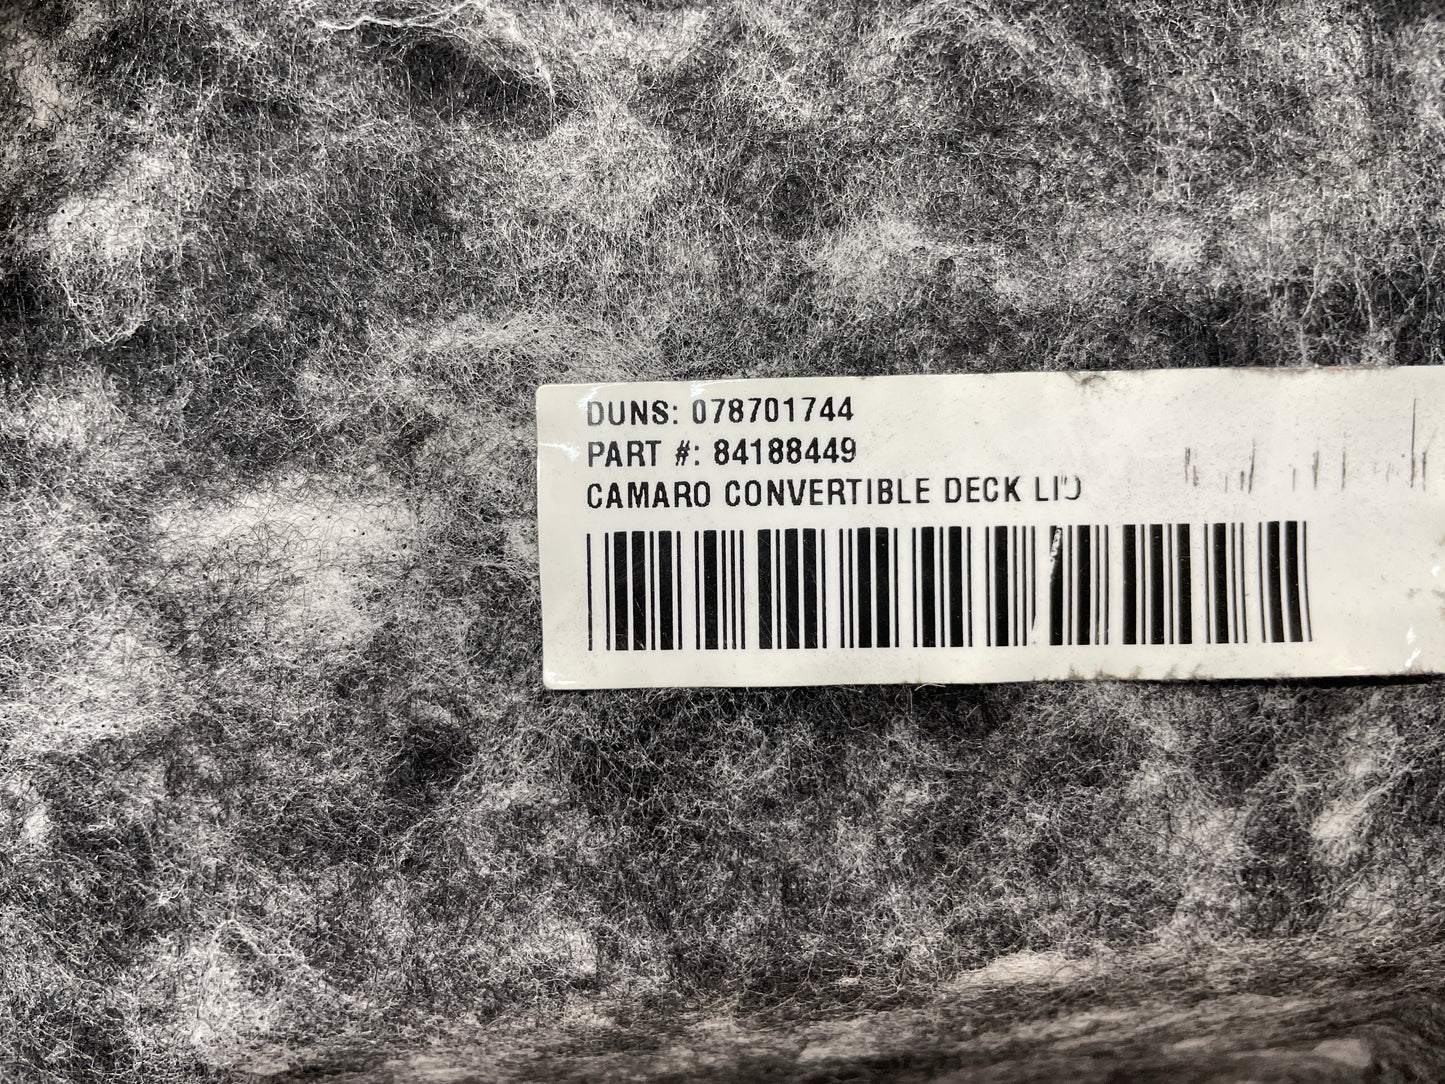 DUNS: 078701744
PART #: 84188449
CAMARO CONVERTIBLE DECK LID